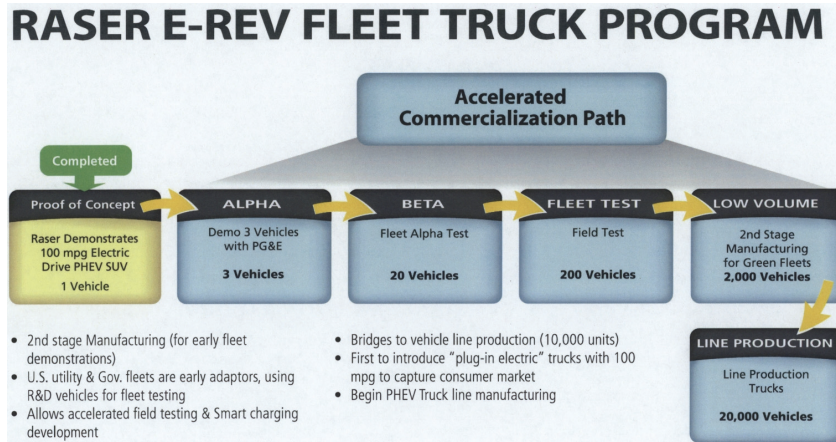 RASER E-REV FLEET TRUCK PROGRAM
Accelerated
Commercialization Path
Completed
Proof of Concept
Raser Demonstrates
100 mpg Electric
Drive PHEV SUV
1 Vehicle
ALPHA
Demo 3 Vehicles
with PG&E
3 Vehicles
BETA
Fleet Alpha Test
20 Vehicles
FLEET TEST
Field Test
200 Vehicles
LOW VOLUME
2nd Stage
Manufacturing
for Green Fleets
2,000 Vehicles
LINE PRODUCTION
Line Production
Trucks
20,000 Vehicles
• 2nd stage Manufacturing (for early fleet
demonstrations)
• U.S. utility & Gov. fleets are early adaptors, using
R&D vehicles for fleet testing
• Allows accelerated field testing & Smart charging
development
• Bridges to vehicle line production (10,000 units)
• First to introduce “plug-in electric” trucks with 100
mpg to capture consumer market
• Begin PHEV Truck line manufacturing